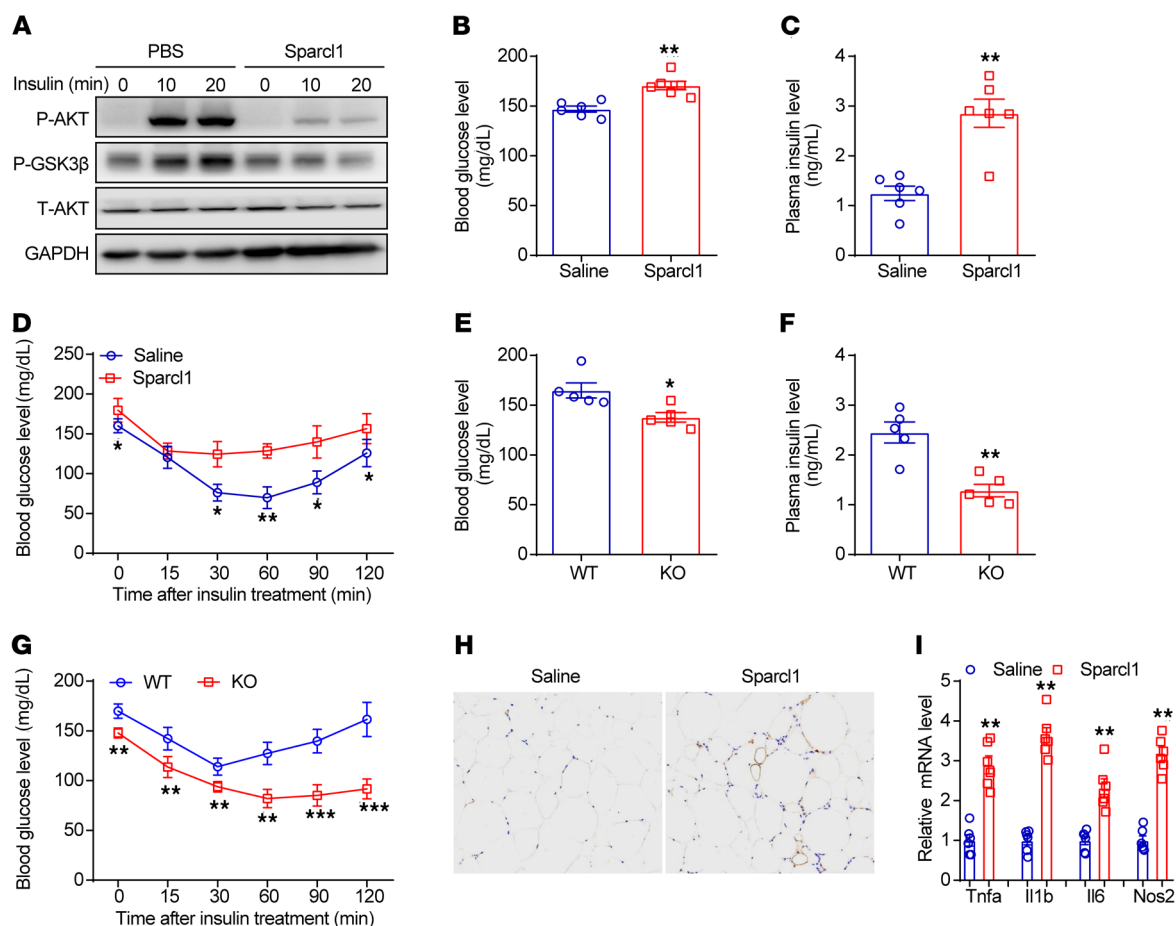 A
PBS Sparcl1
Insulin (min) 0 10 20 0 10 20
P-AKT
P-GSK3β
T-AKT
GAPDH
B
**
Blood glucose level
(mg/dL)
200
150
100
50
0
Saline Sparcl1
C
**
Plasma insulin level
(ng/mL)
4
3
2
1
0
Saline Sparcl1
D
Saline
Sparcl1
Blood glucose level (mg/dL)
250
200
150
100
50
0
* * ** * *
0 15 30 60 90 120
Time after insulin treatment (min)
E
*
Blood glucose level
(mg/dL)
200
150
100
50
0
WT KO
F
**
Plasma insulin level
(ng/mL)
4
3
2
1
0
WT KO
G
WT KO
Blood glucose level (mg/dL)
200
150
100
50
0
** ** ** ** *** ***
0 15 30 60 90 120
Time after insulin treatment (min)
H
Saline Sparcl1
I
Saline Sparcl1
Relative mRNA level
5
4
3
2
1
0
** ** ** **
Tnfa Il1b Il6 Nos2